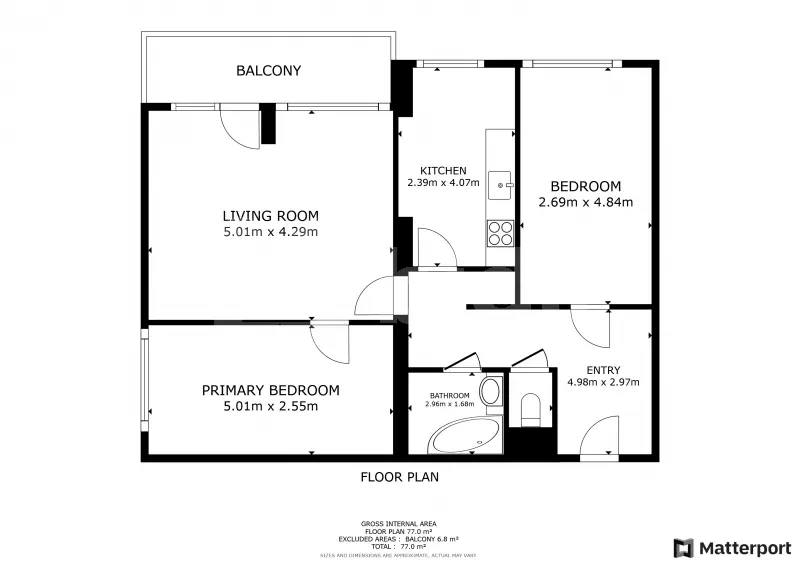 BALCONY
KITCHEN
2.39m x 4.07m
BEDROOM
2.69m x 4.84m
LIVING ROOM
5.01m x 4.29m
PRIMARY BEDROOM
5.01m x 2.55m
BATHROOM
2.96m x 1.68m
ENTRY
4.98m x 2.97m
FLOOR PLAN
GROSS INTERNAL AREA
FLOOR PLAN 77.0 m²
EXCLUDED AREAS : BALCONY 6.8 m²
TOTAL : 77.0 m²
SIZES AND DIMENSIONS ARE APPROXIMATE, ACTUAL MAY VARY.
Matterport